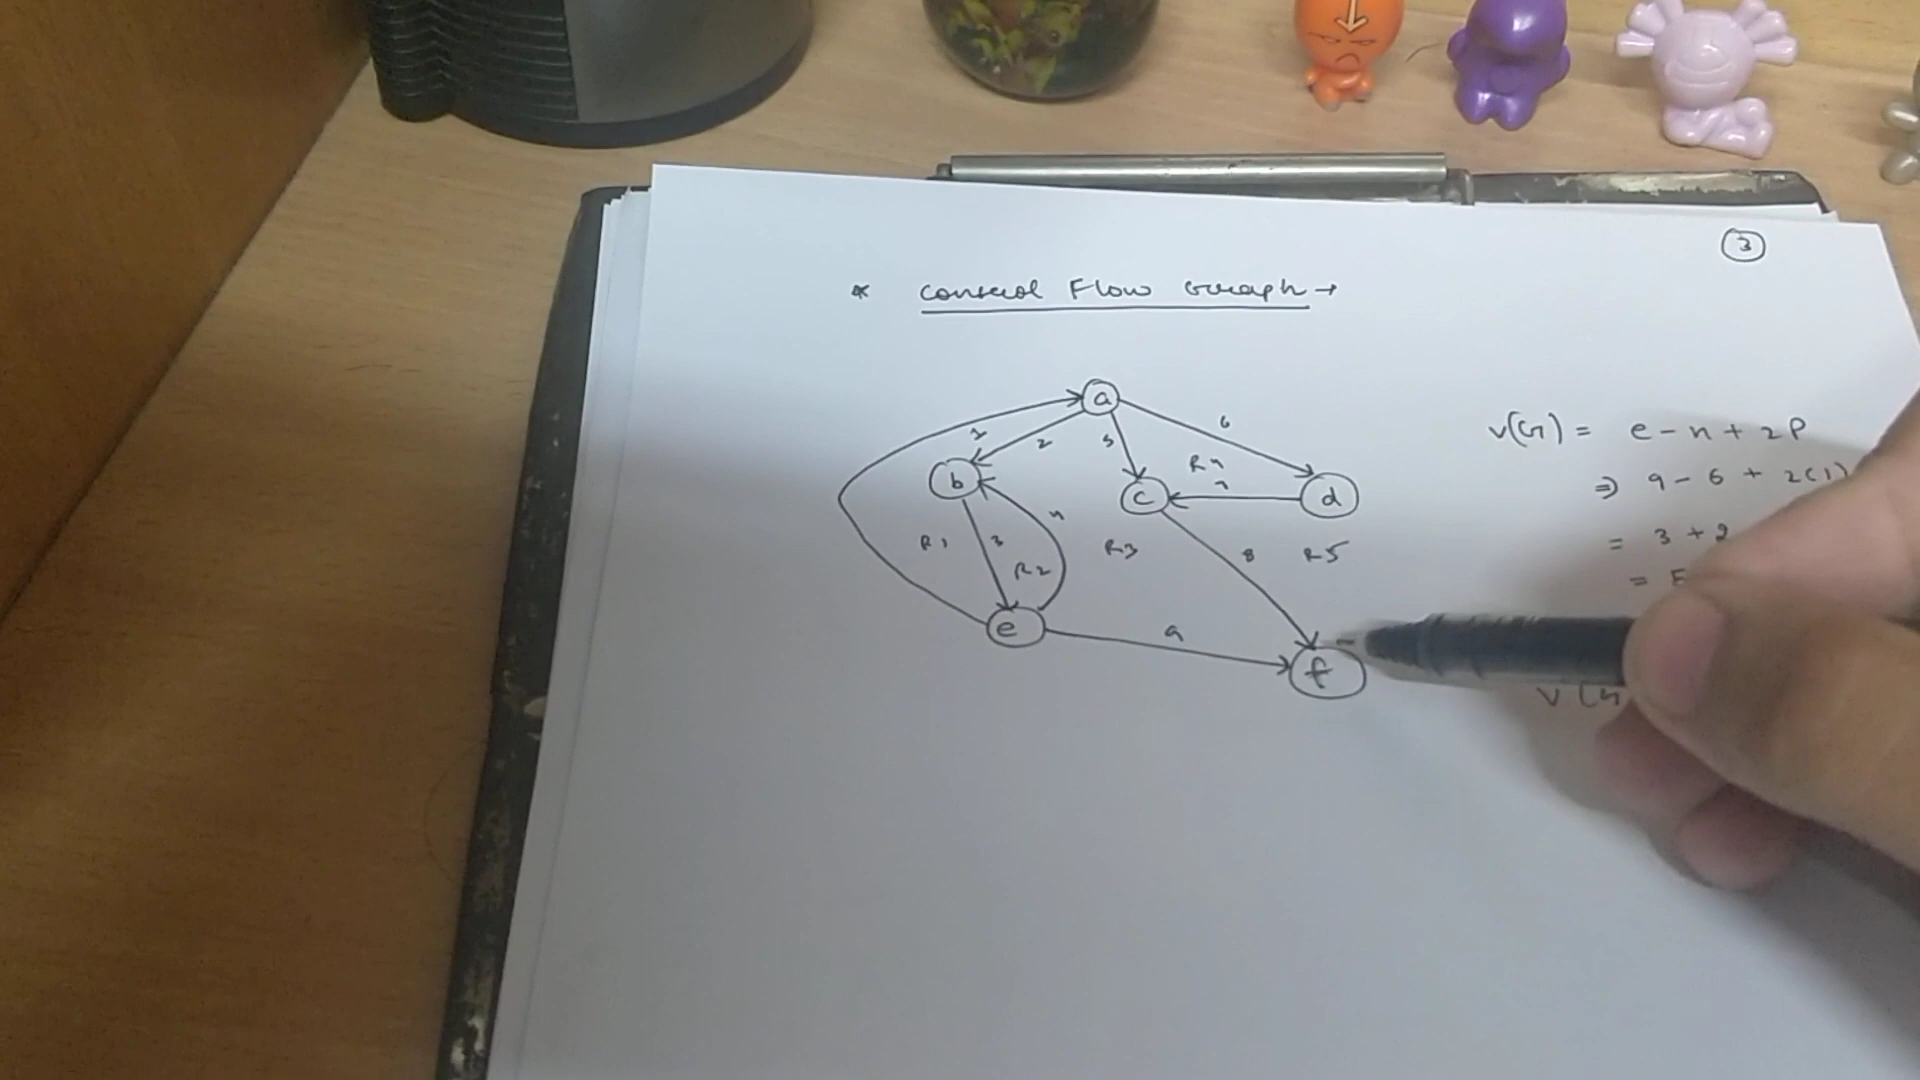 3
* Control Flow Graph →
a
1
2
5
6
b
c
d
R4
7
V(G) = e - n + 2P
⇒ 9 - 6 + 2(1)
= 3 + 2
=
R1
3
R2
4
R3
8
R5
e
9
f
V(G